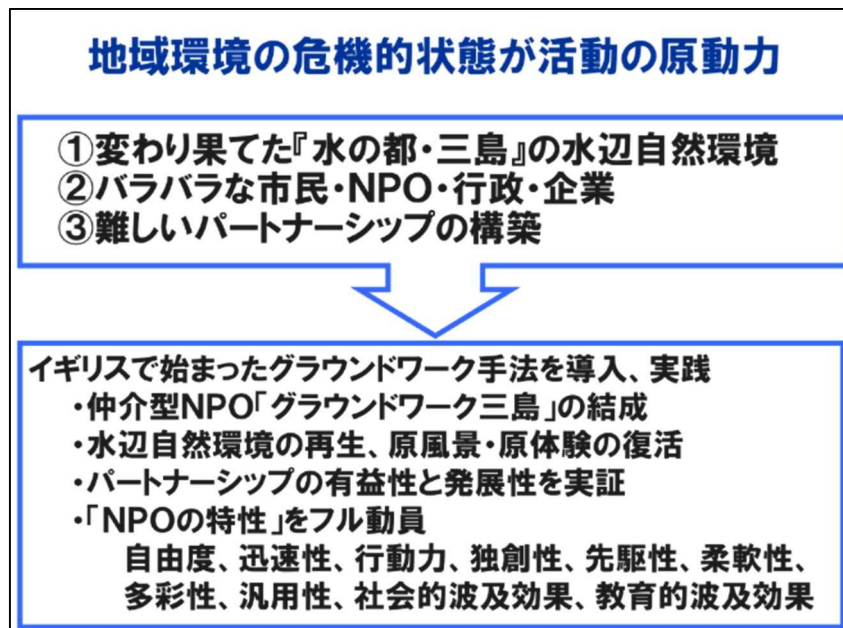 地域環境の危機的状態が活動の原動力
①変わり果てた『水の都・三島』の水辺自然環境
②バラバラな市民・NPO・行政・企業
③難しいパートナーシップの構築
イギリスで始まったグラウンドワーク手法を導入、実践
・仲介型NPO「グラウンドワーク三島」の結成
・水辺自然環境の再生、原風景・原体験の復活
・パートナーシップの有益性と発展性を実証
・「NPOの特性」をフル動員
自由度、迅速性、行動力、独創性、先駆性、柔軟性、
多彩性、汎用性、社会的波及効果、教育的波及効果